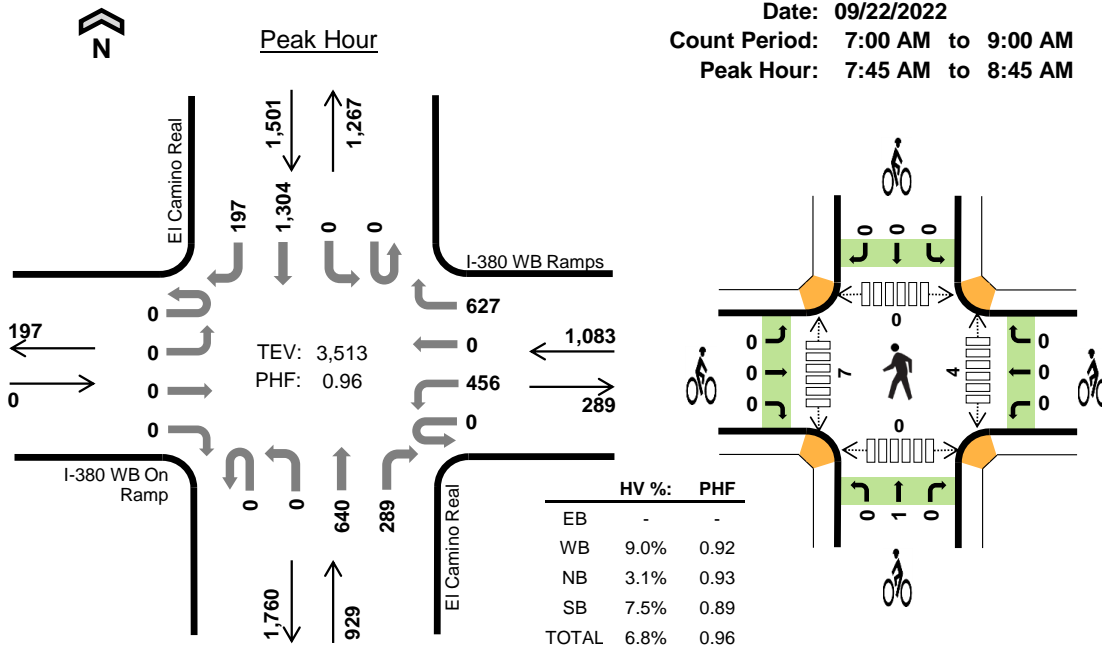 N
Peak Hour
Date: 09/22/2022
Count Period: 7:00 AM to 9:00 AM
Peak Hour: 7:45 AM to 8:45 AM
El Camino Real
1,501
1,267
197
1,304
0
0
I-380 WB Ramps
0
0
0
0
197
0
TEV: 3,513
PHF: 0.96
627
0
456
0
1,083
289
I-380 WB On
Ramp
0
0
640
289
El Camino Real
1,760
929
HV %: PHF
EB - -
WB 9.0% 0.92
NB 3.1% 0.93
SB 7.5% 0.89
TOTAL 6.8% 0.96
0 0 0
0
0
0
0
7
4
0
0
0
0
0 1 0